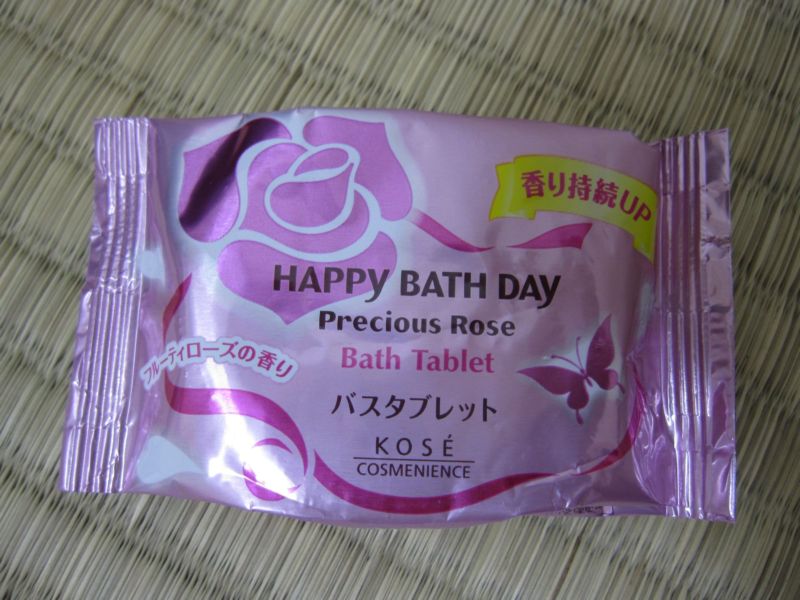 香り持続UP
HAPPY BATH DAY
Precious Rose
Bath Tablet
フルーティローズの香り
バスタブレット
KOSÉ
COSMENIENCE